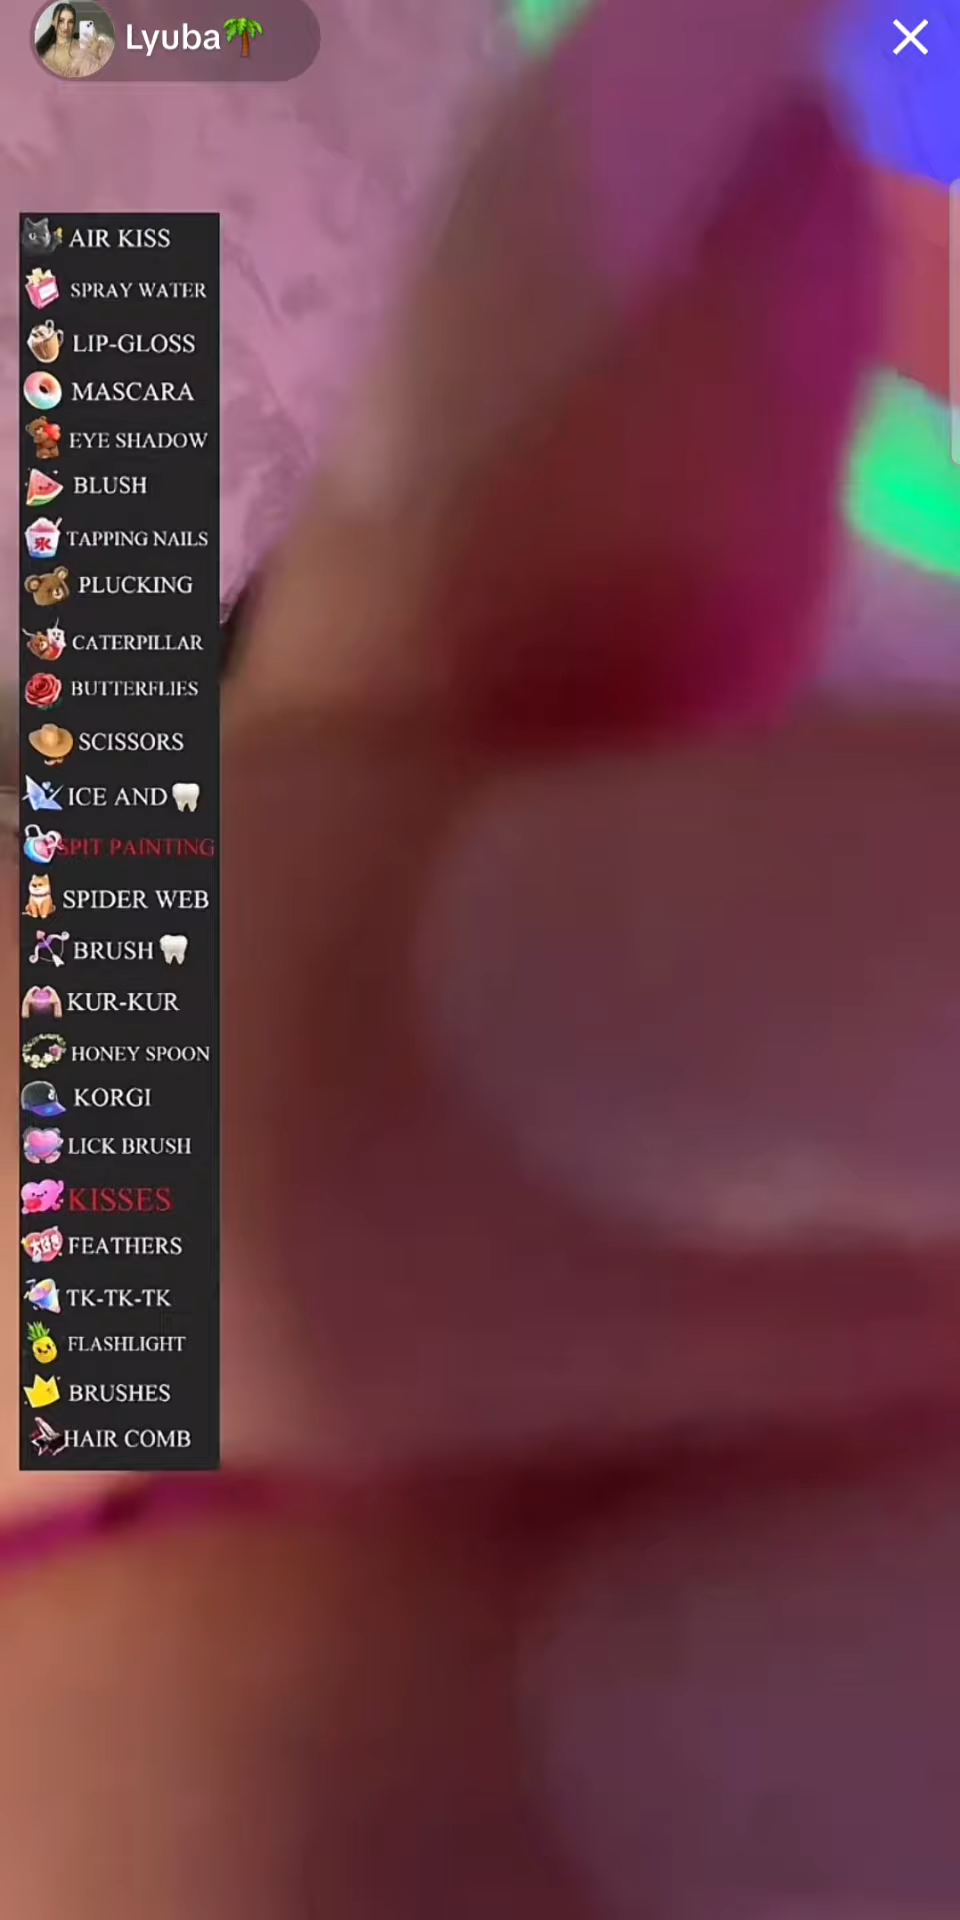 Lyuba🌴
AIR KISS
SPRAY WATER
LIP-GLOSS
MASCARA
EYE SHADOW
BLUSH
TAPPING NAILS
PLUCKING
CATERPILLAR
BUTTERFLIES
SCISSORS
ICE AND🦷
SPIT PAINTING
SPIDER WEB
BRUSH🦷
KUR-KUR
HONEY SPOON
KORGI
LICK BRUSH
KISSES
FEATHERS
TK-TK-TK
FLASHLIGHT
BRUSHES
HAIR COMB